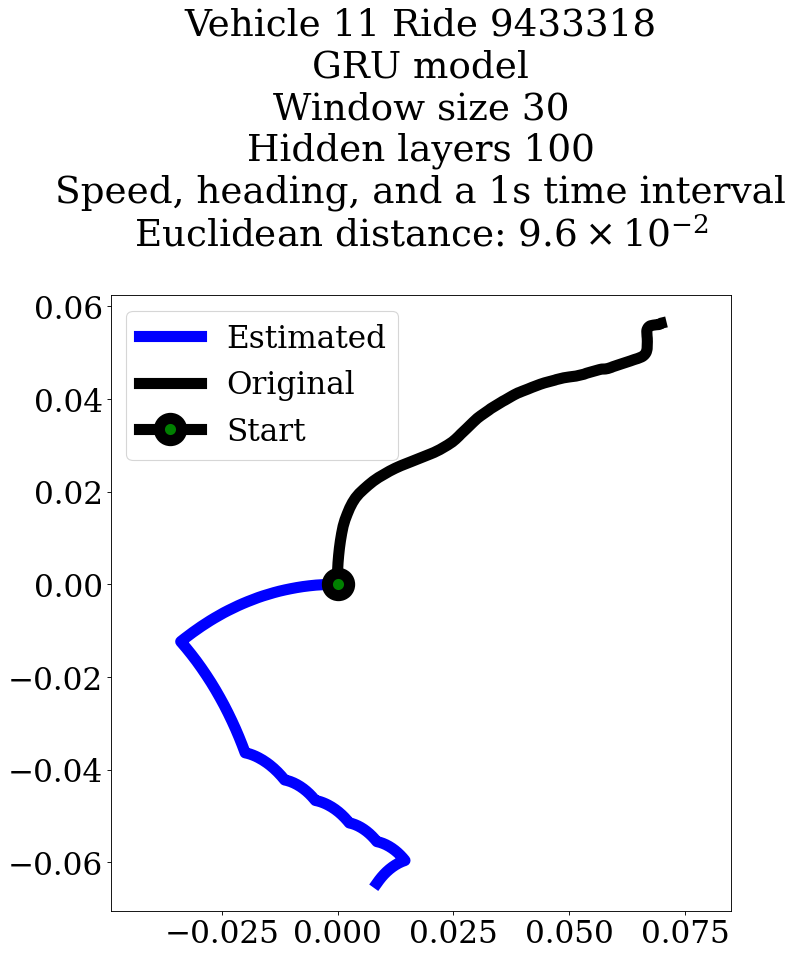 Vehicle 11 Ride 9433318
GRU model
Window size 30
Hidden layers 100
Speed, heading, and a 1s time interval
Euclidean distance: 9.6 × 10⁻²
Estimated
Original
Start
0.06
0.04
0.02
0.00
−0.02
−0.04
−0.06
−0.025 0.000 0.025 0.050 0.075